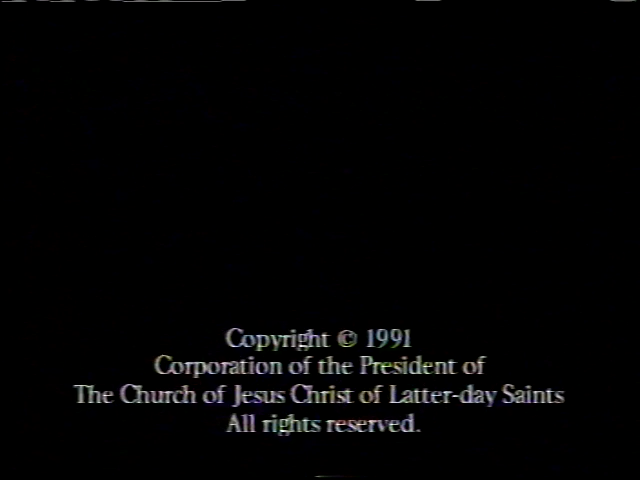 Copyright © 1991
Corporation of the President of
The Church of Jesus Christ of Latter-day Saints
All rights reserved.